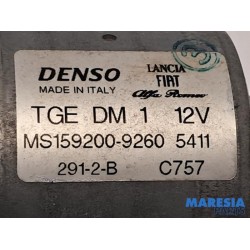 DENSO
MADE IN ITALY
LANCIA
FIAT
Alfa Romeo
TGE DM 1 12V
MS159200-9260 5411
291-2-B C757
MARESIA